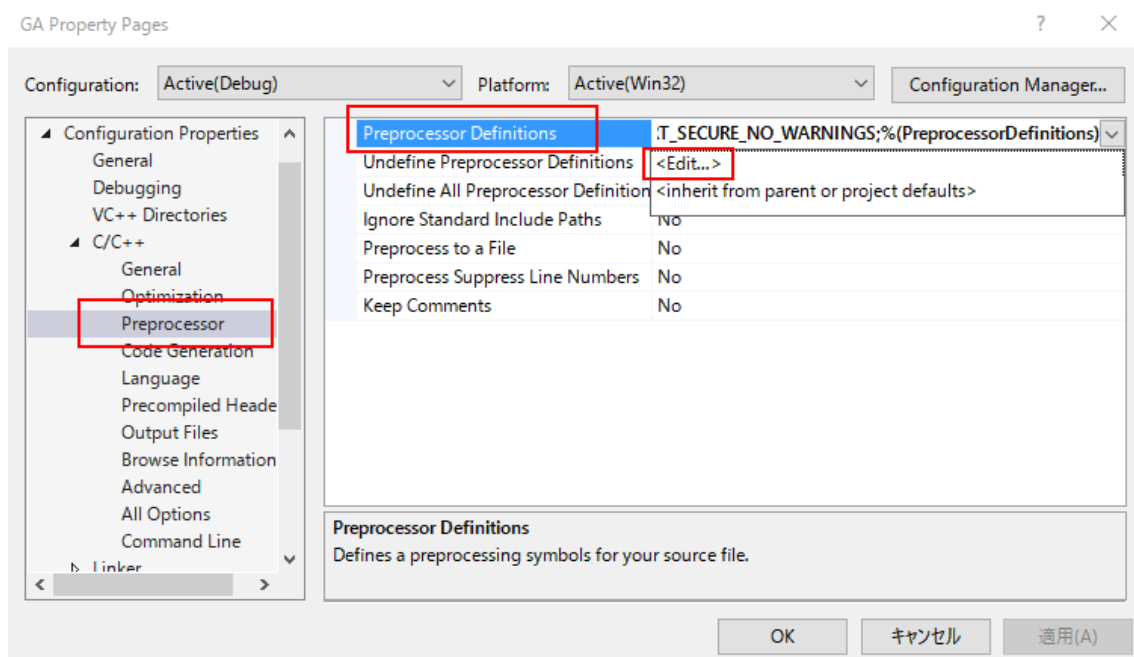 GA Property Pages
Configuration: Active(Debug) Platform: Active(Win32) Configuration Manager...
Configuration Properties
General
Debugging
VC++ Directories
C/C++
General
Optimization
Preprocessor
Code Generation
Language
Precompiled Heade
Output Files
Browse Information
Advanced
All Options
Command Line
Linker
Preprocessor Definitions :T_SECURE_NO_WARNINGS;%(PreprocessorDefinitions)
Undefine Preprocessor Definitions <Edit...>
Undefine All Preprocessor Definition <inherit from parent or project defaults>
Ignore Standard Include Paths No
Preprocess to a File No
Preprocess Suppress Line Numbers No
Keep Comments No
Preprocessor Definitions
Defines a preprocessing symbols for your source file.
OK キャンセル 適用(A)